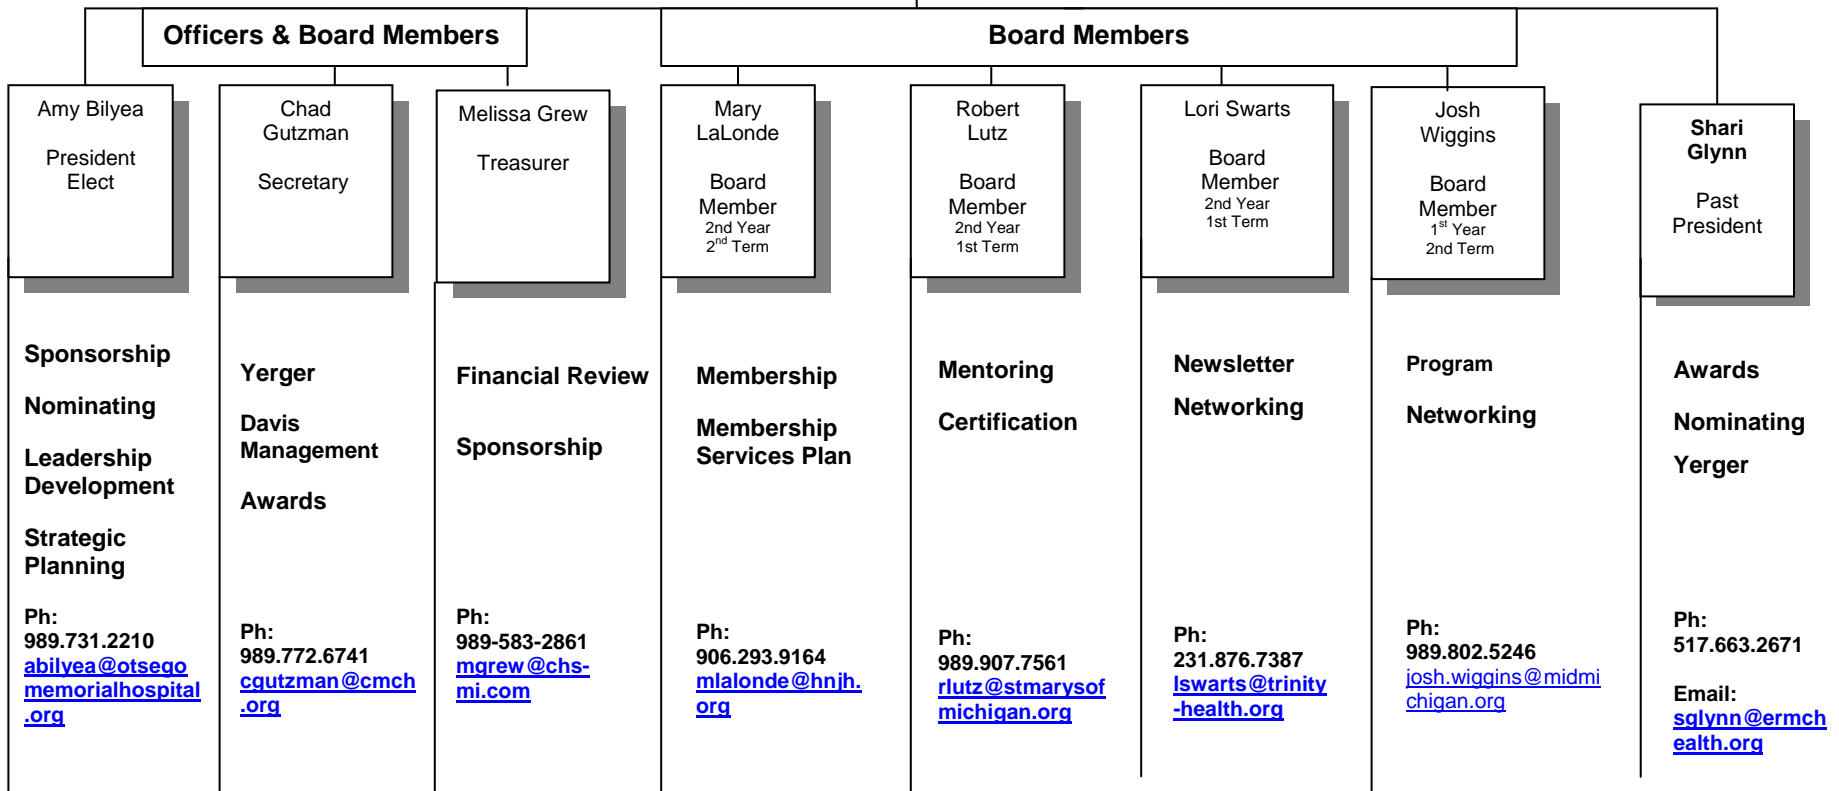 Officers & Board Members
Board Members
Amy Bilyea
President
Elect
Sponsorship
Nominating
Leadership
Development
Strategic
Planning
Ph:
989.731.2210
abilyea@otsego
memorialhospital
.org
Chad
Gutzman
Secretary
Yerger
Davis
Management
Awards
Ph:
989.772.6741
cgutzman@cmch
.org
Melissa Grew
Treasurer
Financial Review
Sponsorship
Ph:
989-583-2861
mgrew@chs-
mi.com
Mary
LaLonde
Board
Member
2nd Year
2nd Term
Membership
Membership
Services Plan
Ph:
906.293.9164
mlalonde@hnjh.
org
Robert
Lutz
Board
Member
2nd Year
1st Term
Mentoring
Certification
Ph:
989.907.7561
rlutz@stmarysof
michigan.org
Lori Swarts
Board
Member
2nd Year
1st Term
Newsletter
Networking
Ph:
231.876.7387
lswarts@trinity
-health.org
Josh
Wiggins
Board
Member
1st Year
2nd Term
Program
Networking
Ph:
989.802.5246
josh.wiggins@midmi
chigan.org
Shari
Glynn
Past
President
Awards
Nominating
Yerger
Ph:
517.663.2671
Email:
sglynn@ermch
ealth.org